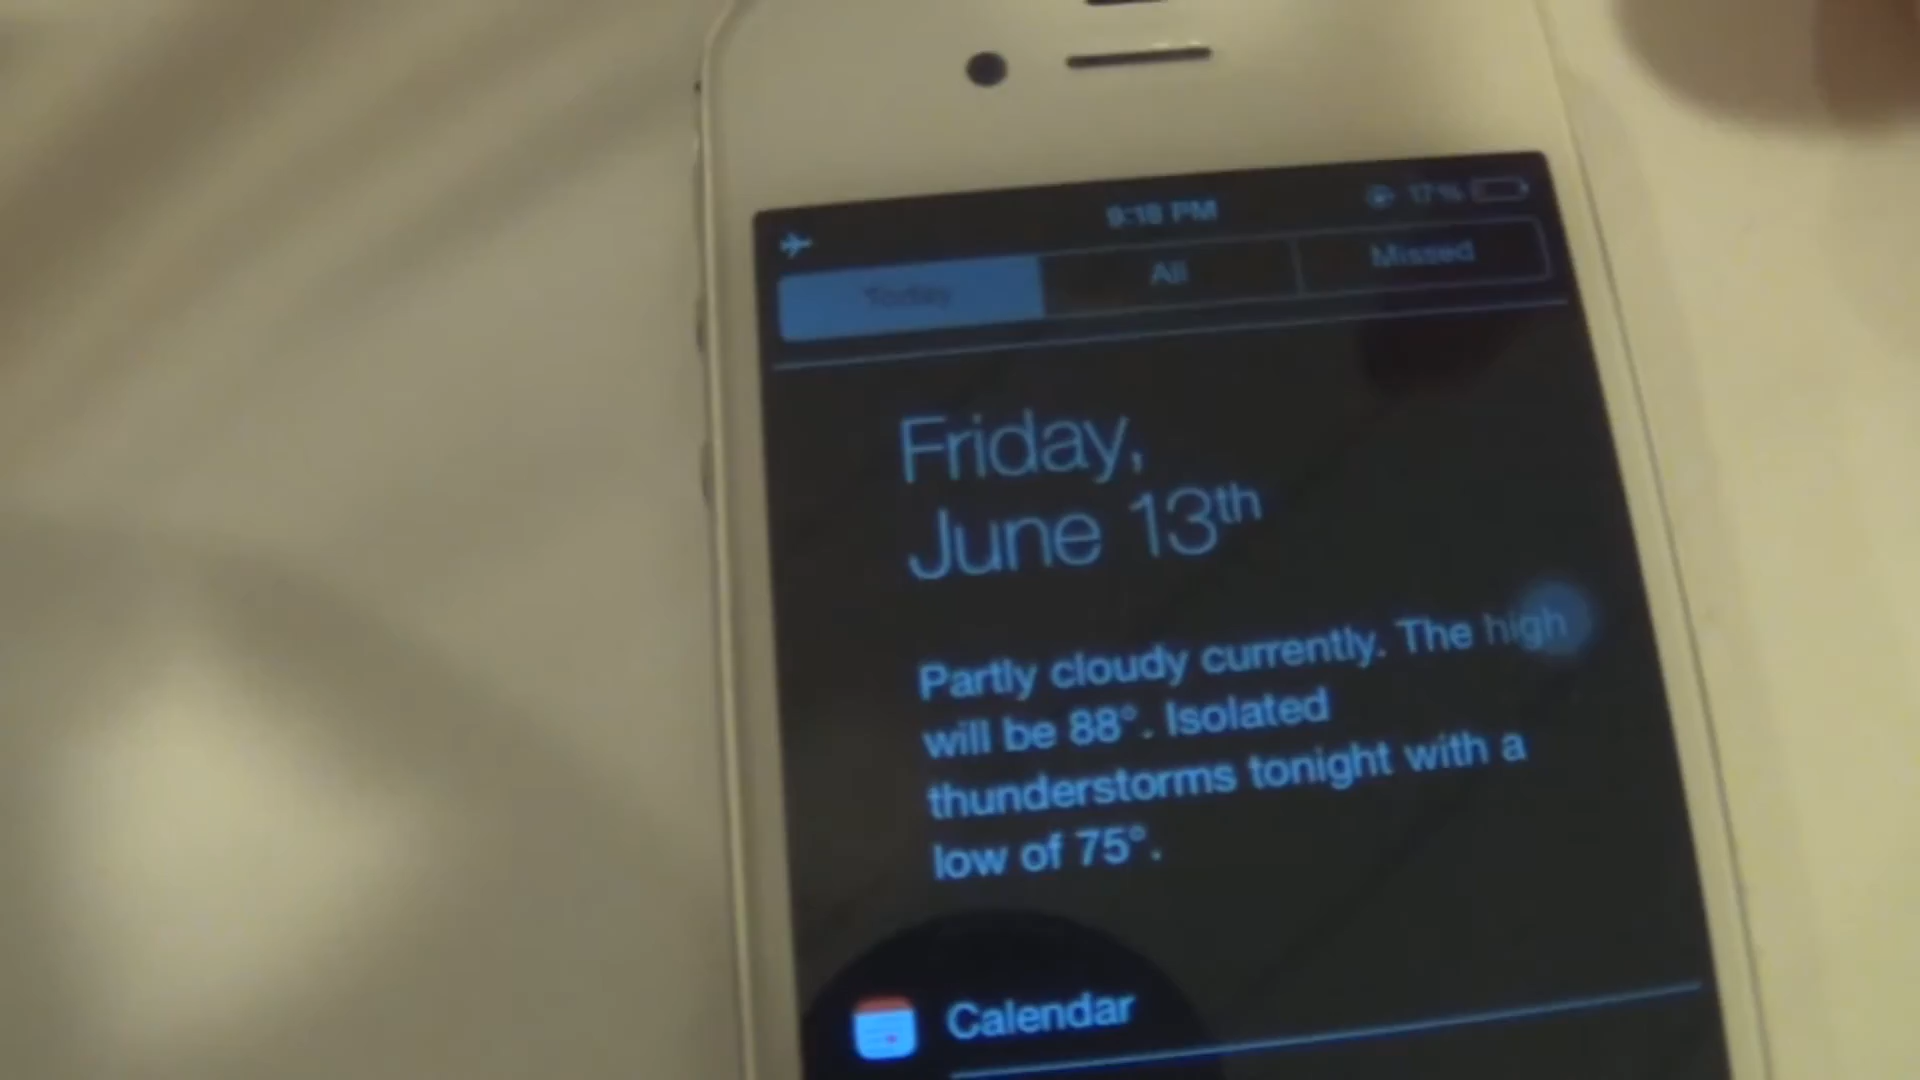 9:18 PM
17%
Today
All
Missed
Friday,
June 13th
Partly cloudy currently. The high
will be 88°. Isolated
thunderstorms tonight with a
low of 75°.
Calendar